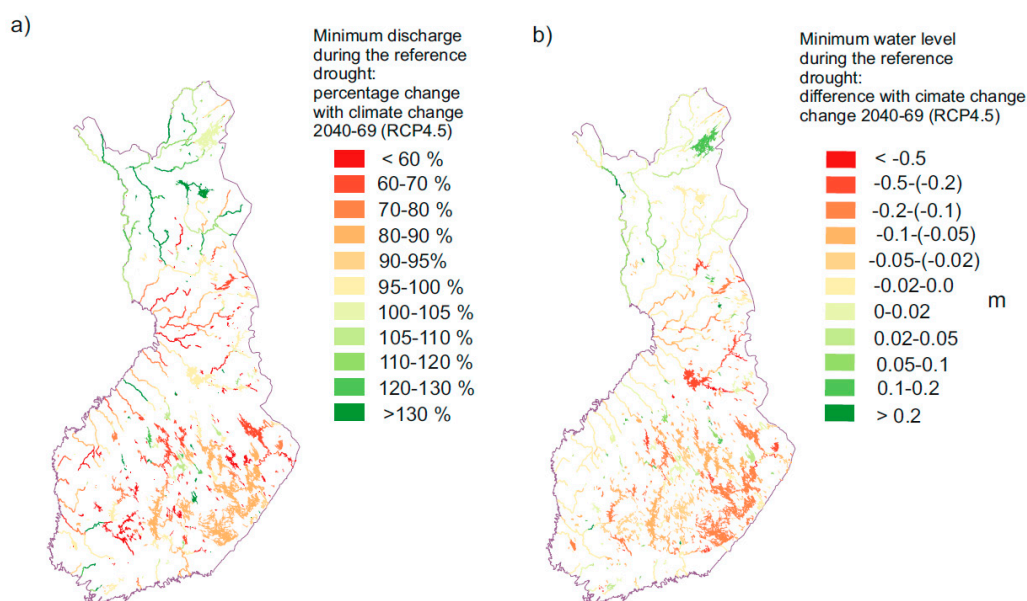 a)
Minimum discharge
during the reference
drought:
percentage change
with climate change
2040-69 (RCP4.5)
< 60 %
60-70 %
70-80 %
80-90 %
90-95%
95-100 %
100-105 %
105-110 %
110-120 %
120-130 %
>130 %
b)
Minimum water level
during the reference
drought:
difference with cimate change
change 2040-69 (RCP4.5)
< -0.5
-0.5-(-0.2)
-0.2-(-0.1)
-0.1-(-0.05)
-0.05-(-0.02)
-0.02-0.0
0-0.02
0.02-0.05
0.05-0.1
0.1-0.2
> 0.2
m